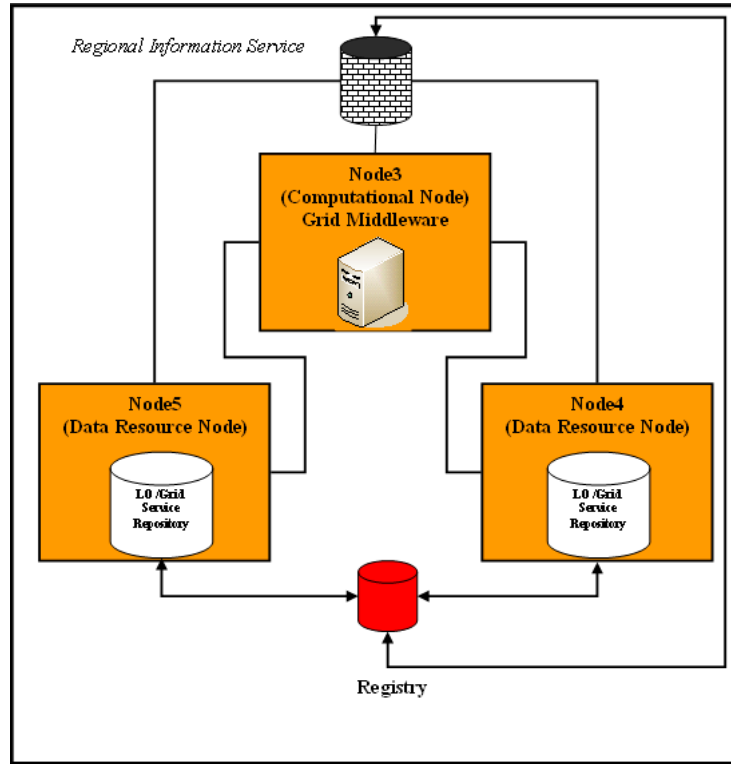 Regional Information Service
Node3
(Computational Node)
Grid Middleware
Node5
(Data Resource Node)
LO /Grid
Service
Repository
Node4
(Data Resource Node)
LO /Grid
Service
Repository
Registry